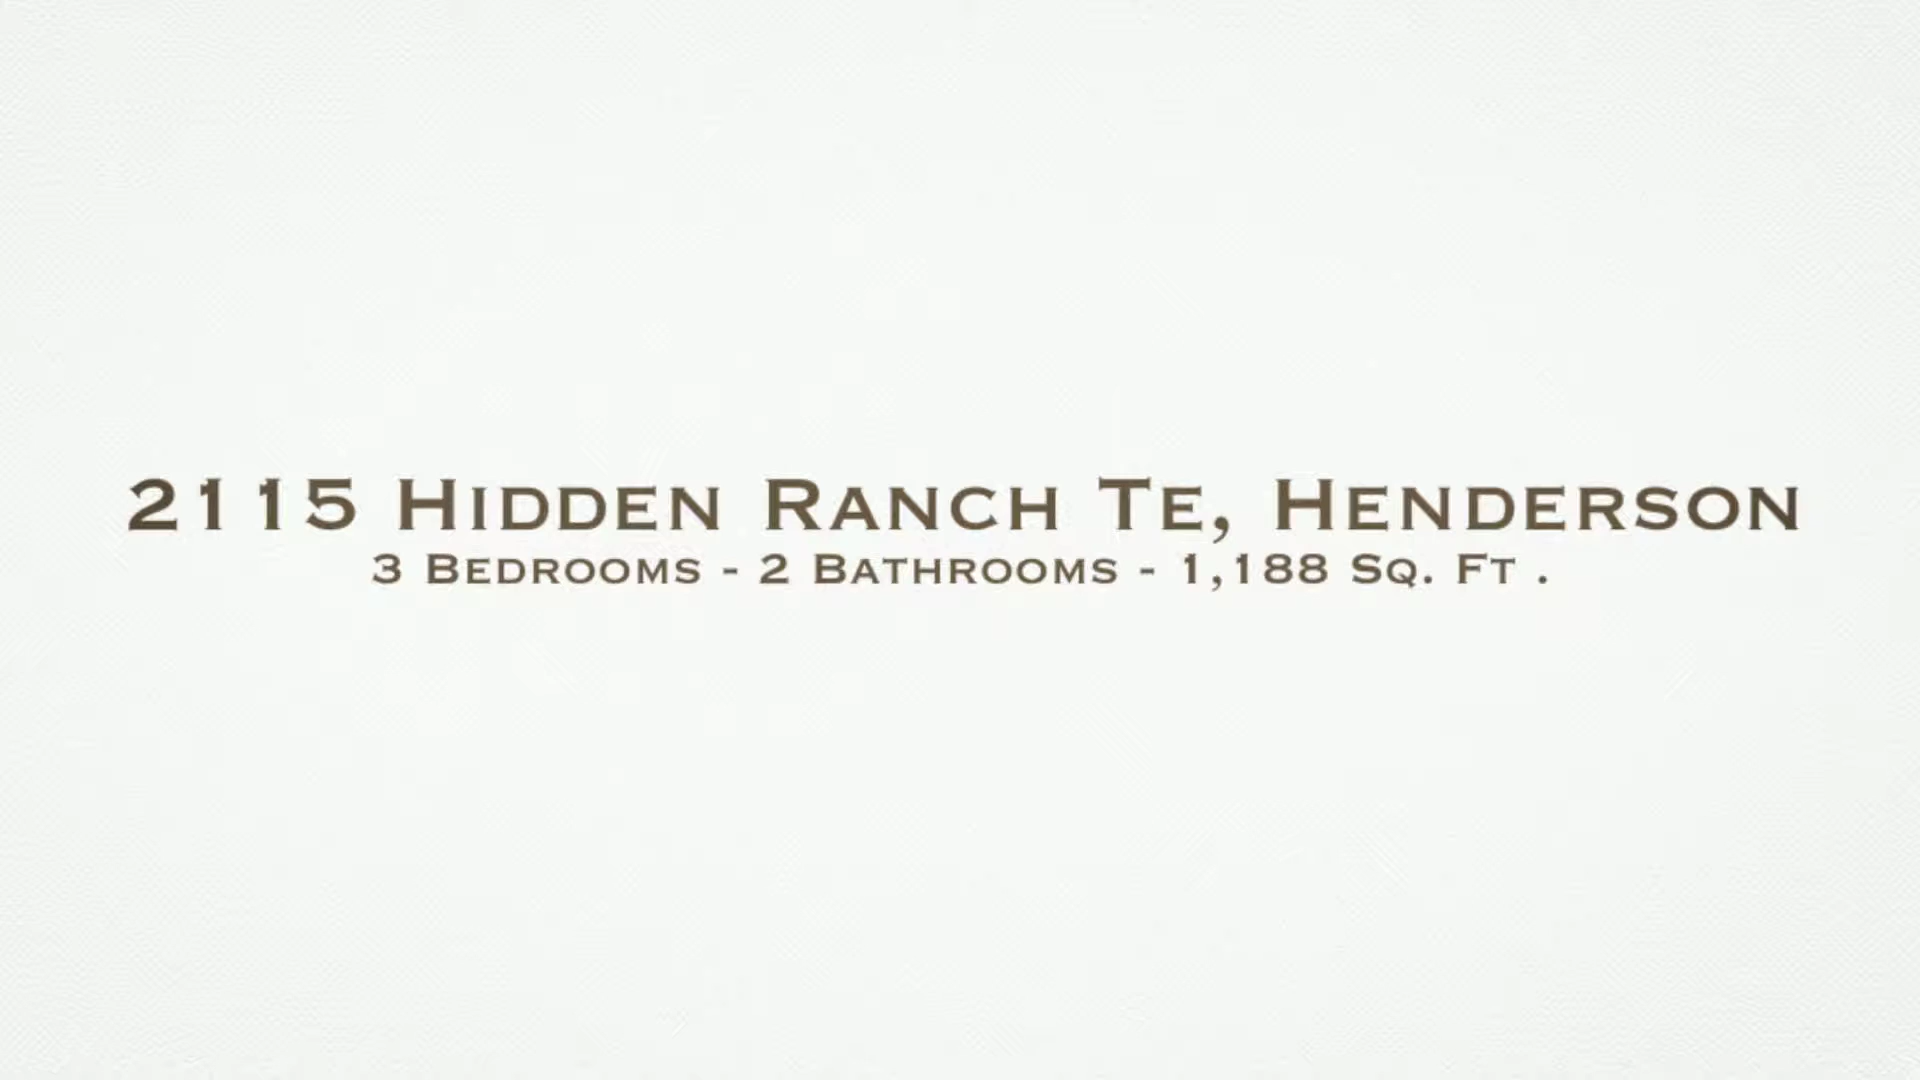 2115 Hidden Ranch Te, Henderson
3 Bedrooms - 2 Bathrooms - 1,188 Sq. Ft .